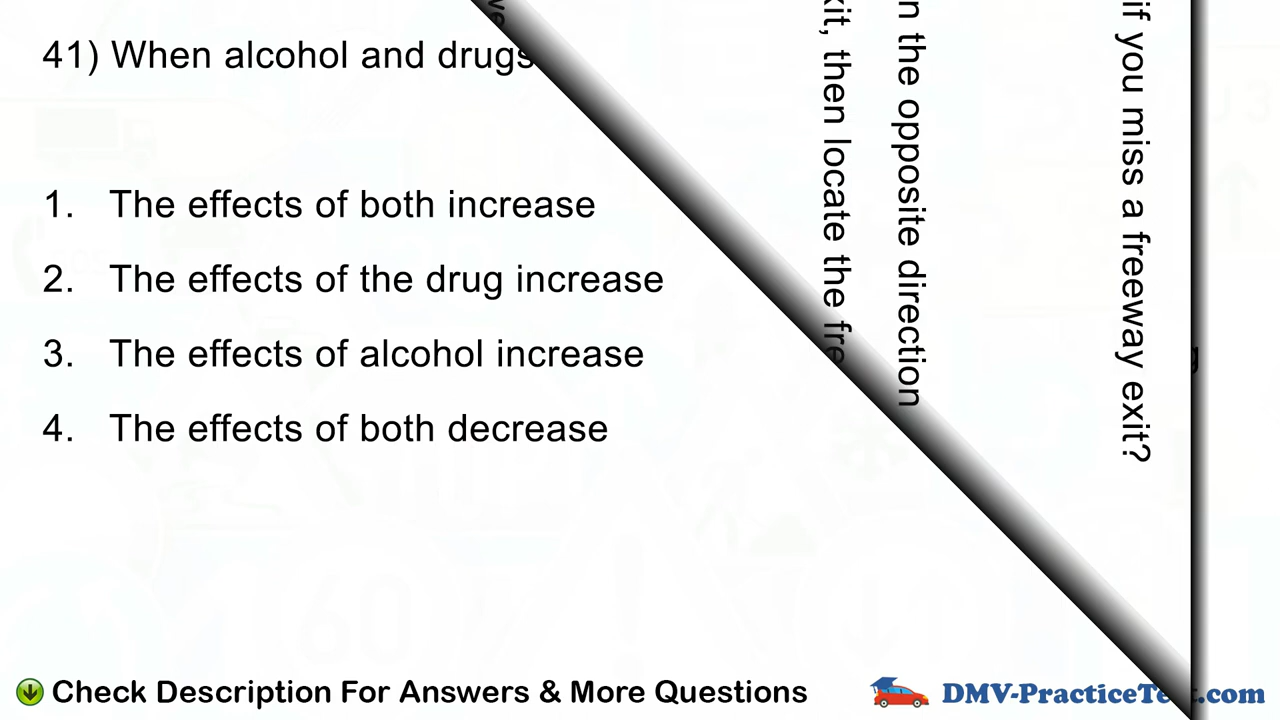 41) When alcohol and drugs
1. The effects of both increase
2. The effects of the drug increase
3. The effects of alcohol increase
4. The effects of both decrease
if you miss a freeway exit?
n the opposite direction
xit, then locate the fre
Check Description For Answers & More Questions
DMV-PracticeTest.com